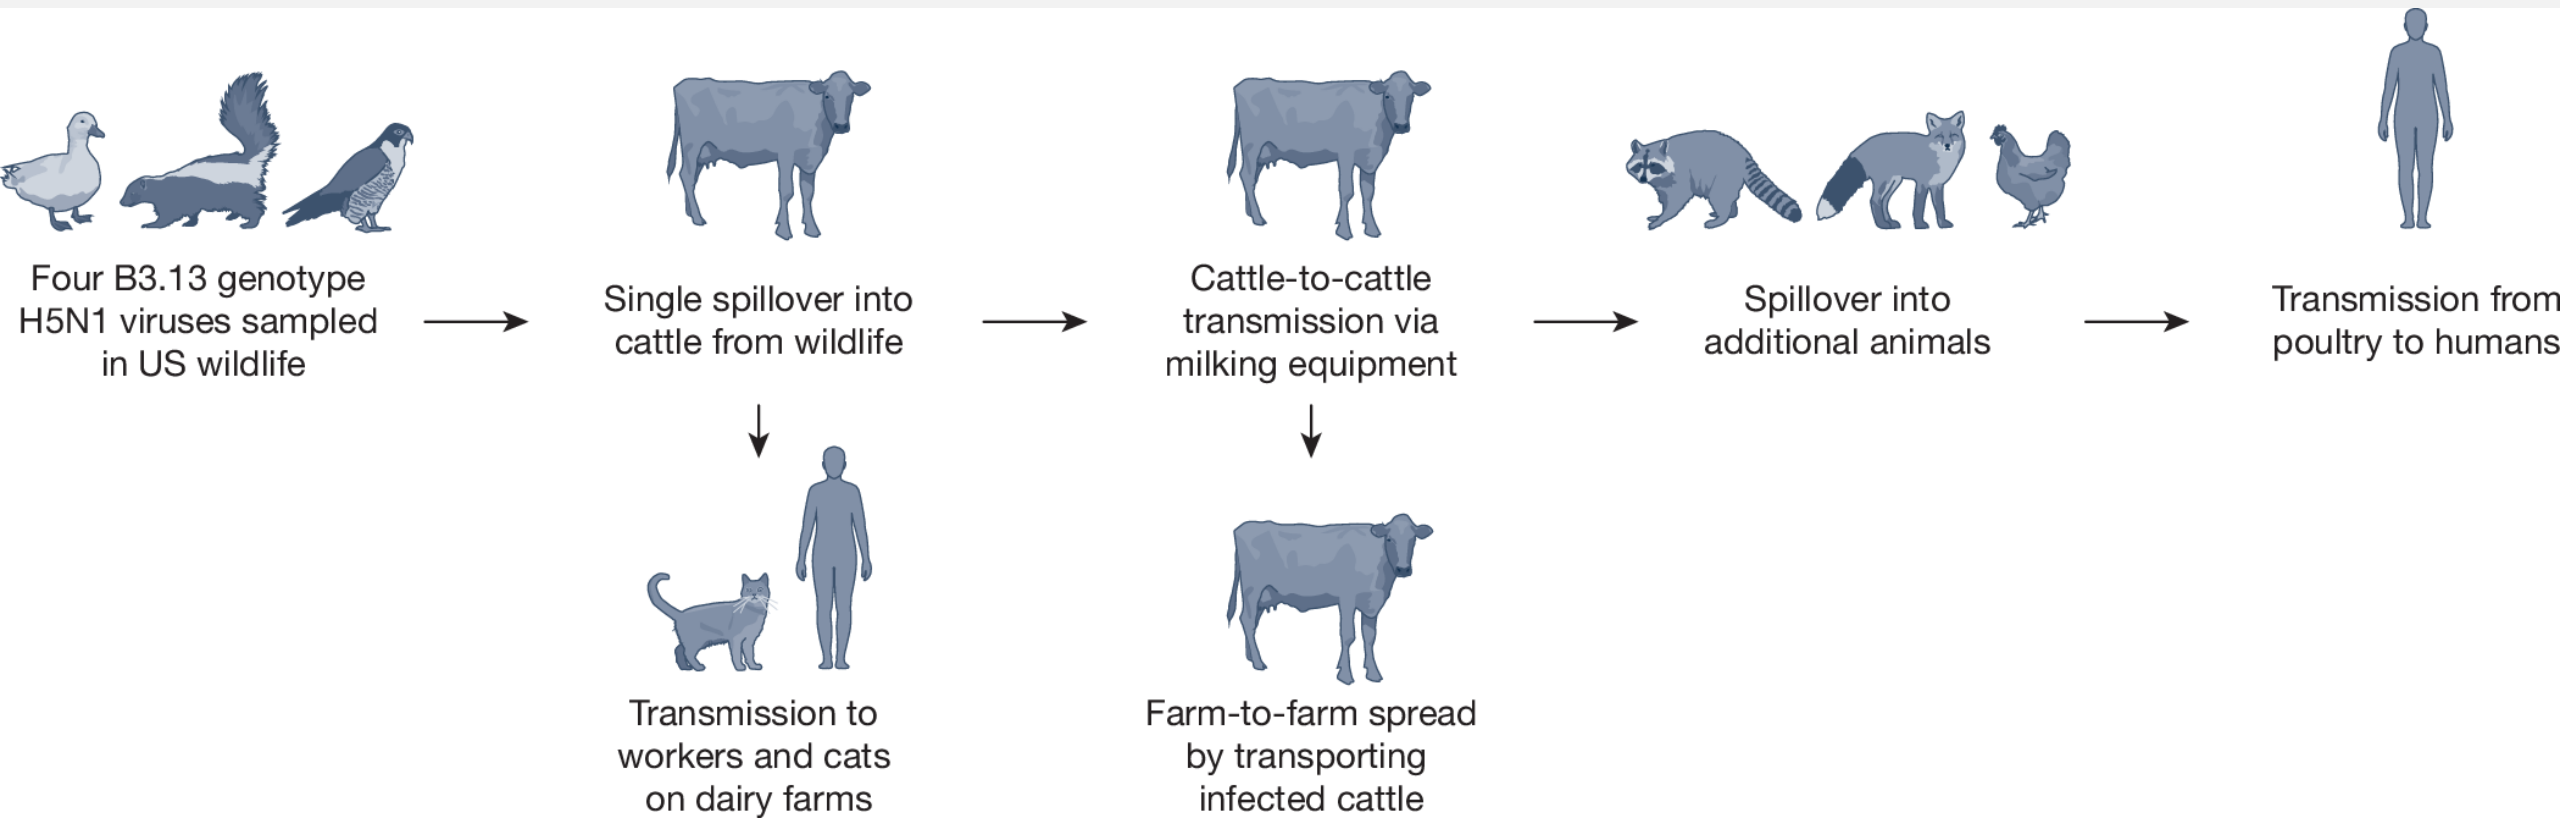 Four B3.13 genotype
H5N1 viruses sampled
in US wildlife
Single spillover into
cattle from wildlife
Cattle-to-cattle
transmission via
milking equipment
Spillover into
additional animals
Transmission from
poultry to humans
Transmission to
workers and cats
on dairy farms
Farm-to-farm spread
by transporting
infected cattle